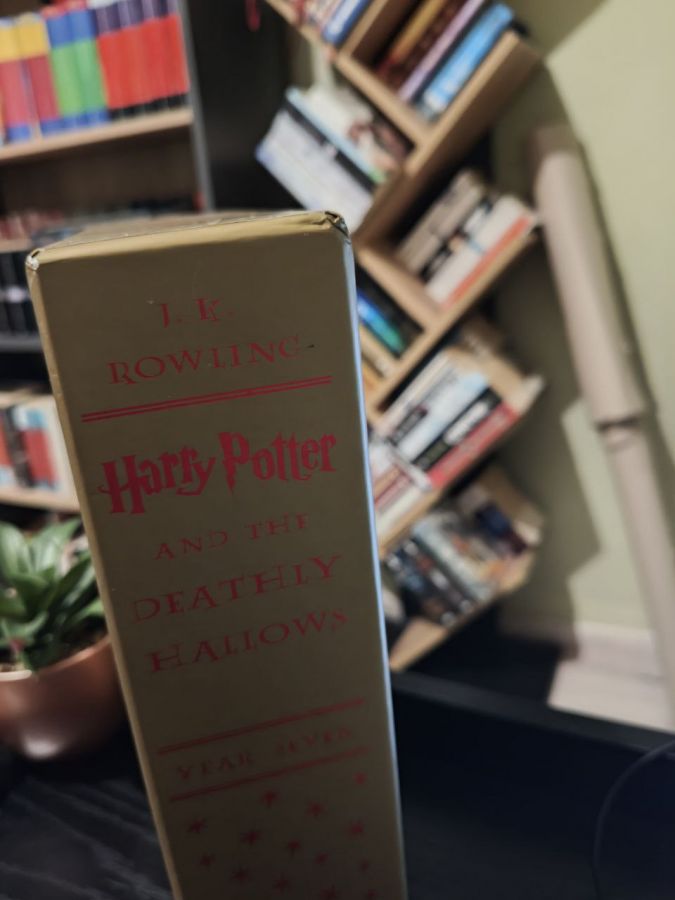 J. K.
ROWLING
Harry Potter
AND THE
DEATHLY
HALLOWS
YEAR SEVEN